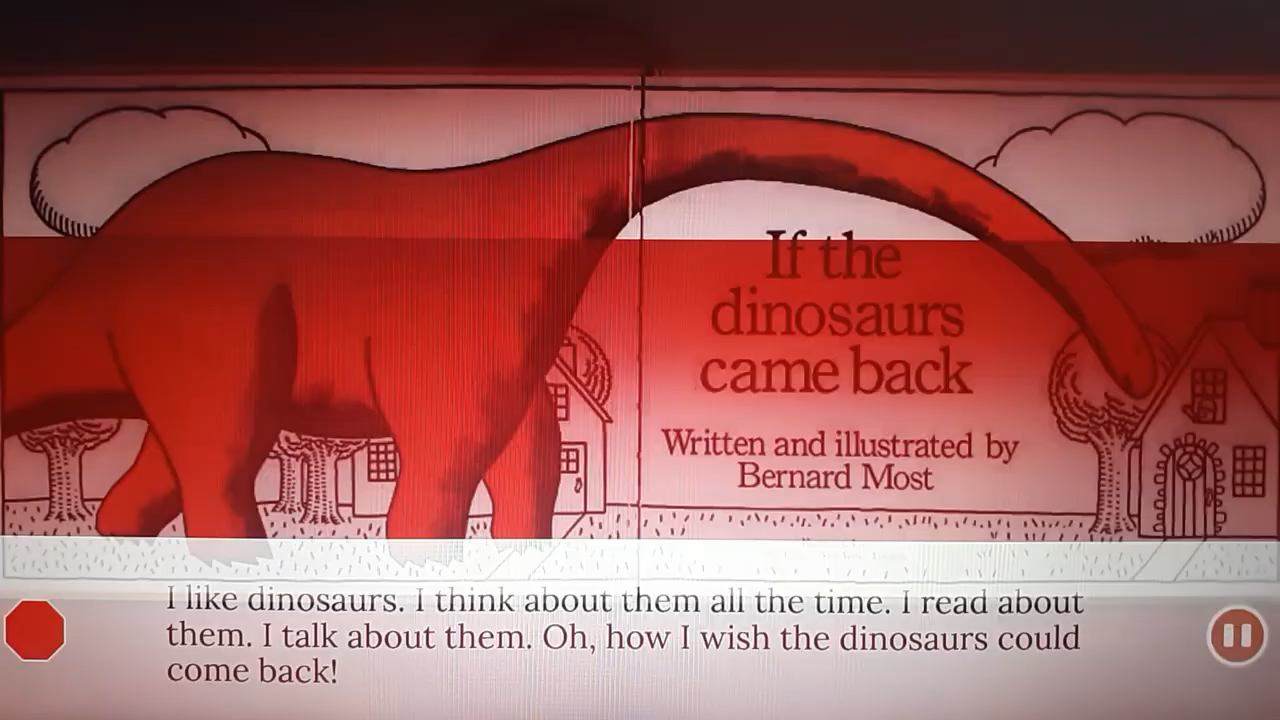 If the
dinosaurs
came back
Written and illustrated by
Bernard Most
I like dinosaurs. I think about them all the time. I read about
them. I talk about them. Oh, how I wish the dinosaurs could
come back!